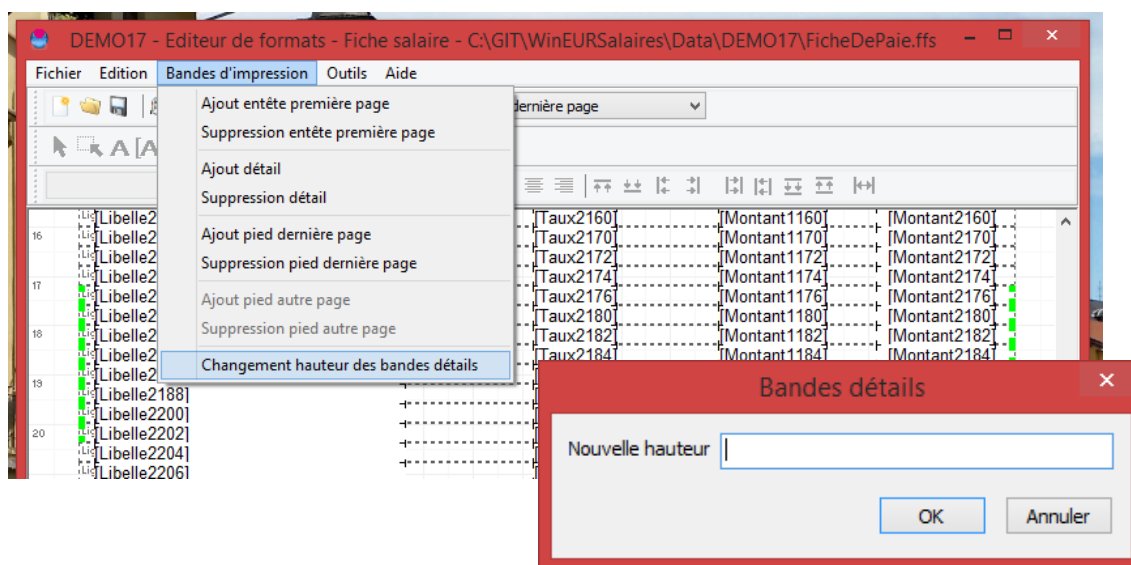 DEMO17 - Editeur de formats - Fiche salaire - C:\GIT\WinEURSalaires\Data\DEMO17\FicheDePaie.ffs
Fichier Edition Bandes d'impression Outils Aide
Ajout entête première page
dernière page
Suppression entête première page
Ajout détail
Suppression détail
Ajout pied dernière page
Suppression pied dernière page
Ajout pied autre page
Suppression pied autre page
Changement hauteur des bandes détails
[Taux2160] [Montant1160] [Montant2160]
16 [Taux2170] [Montant1170] [Montant2170]
[Taux2172] [Montant1172] [Montant2172]
[Taux2174] [Montant1174] [Montant2174]
17 [Taux2176] [Montant1176] [Montant2176]
[Taux2180] [Montant1180] [Montant2180]
18 [Taux2182] [Montant1182] [Montant2182]
[Taux2184] [Montant1184] [Montant2184]
19
[Libelle2188]
[Libelle2200]
20 [Libelle2202]
[Libelle2204]
[Libelle2206]
Bandes détails
Nouvelle hauteur
OK Annuler